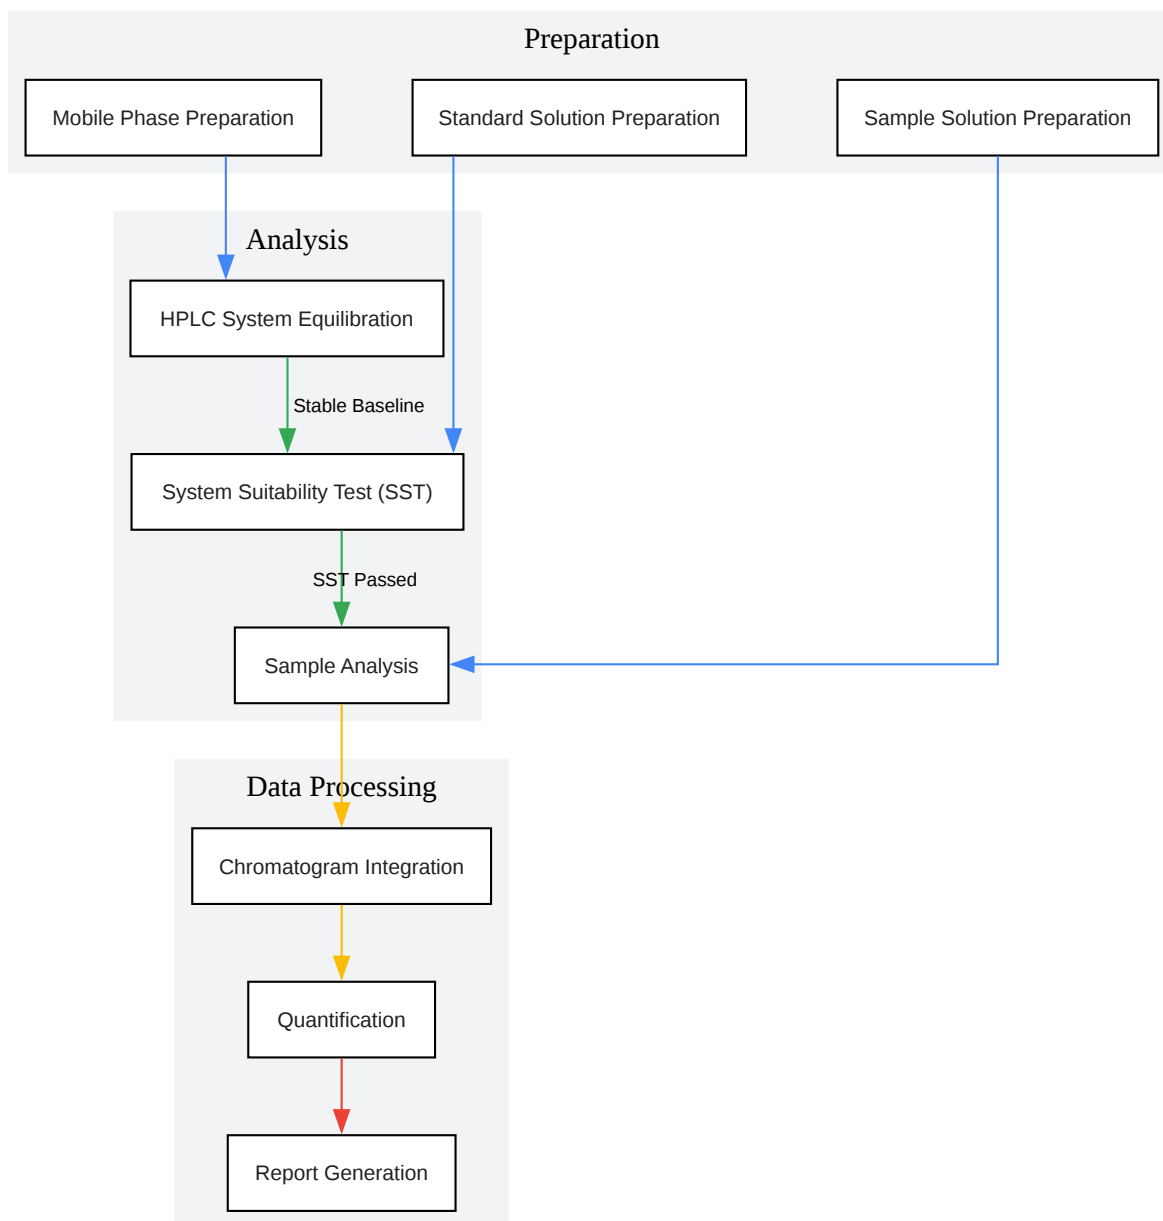 Preparation
Mobile Phase Preparation
Standard Solution Preparation
Sample Solution Preparation
Analysis
HPLC System Equilibration
Stable Baseline
System Suitability Test (SST)
SST Passed
Sample Analysis
Data Processing
Chromatogram Integration
Quantification
Report Generation